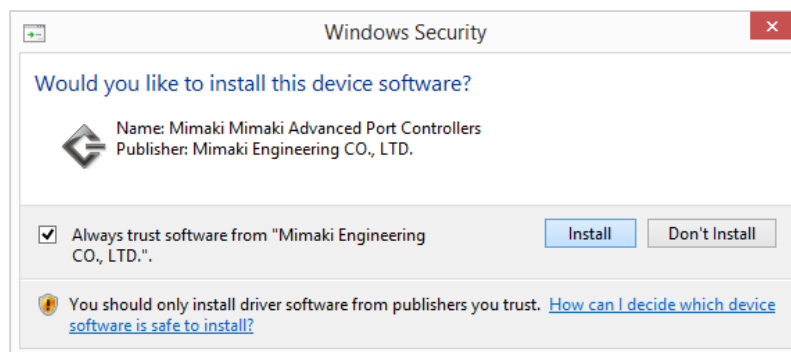 Windows Security
Would you like to install this device software?
Name: Mimaki Mimaki Advanced Port Controllers
Publisher: Mimaki Engineering CO., LTD.
Always trust software from "Mimaki Engineering
CO., LTD.".
Install
Don't Install
You should only install driver software from publishers you trust. How can I decide which device
software is safe to install?